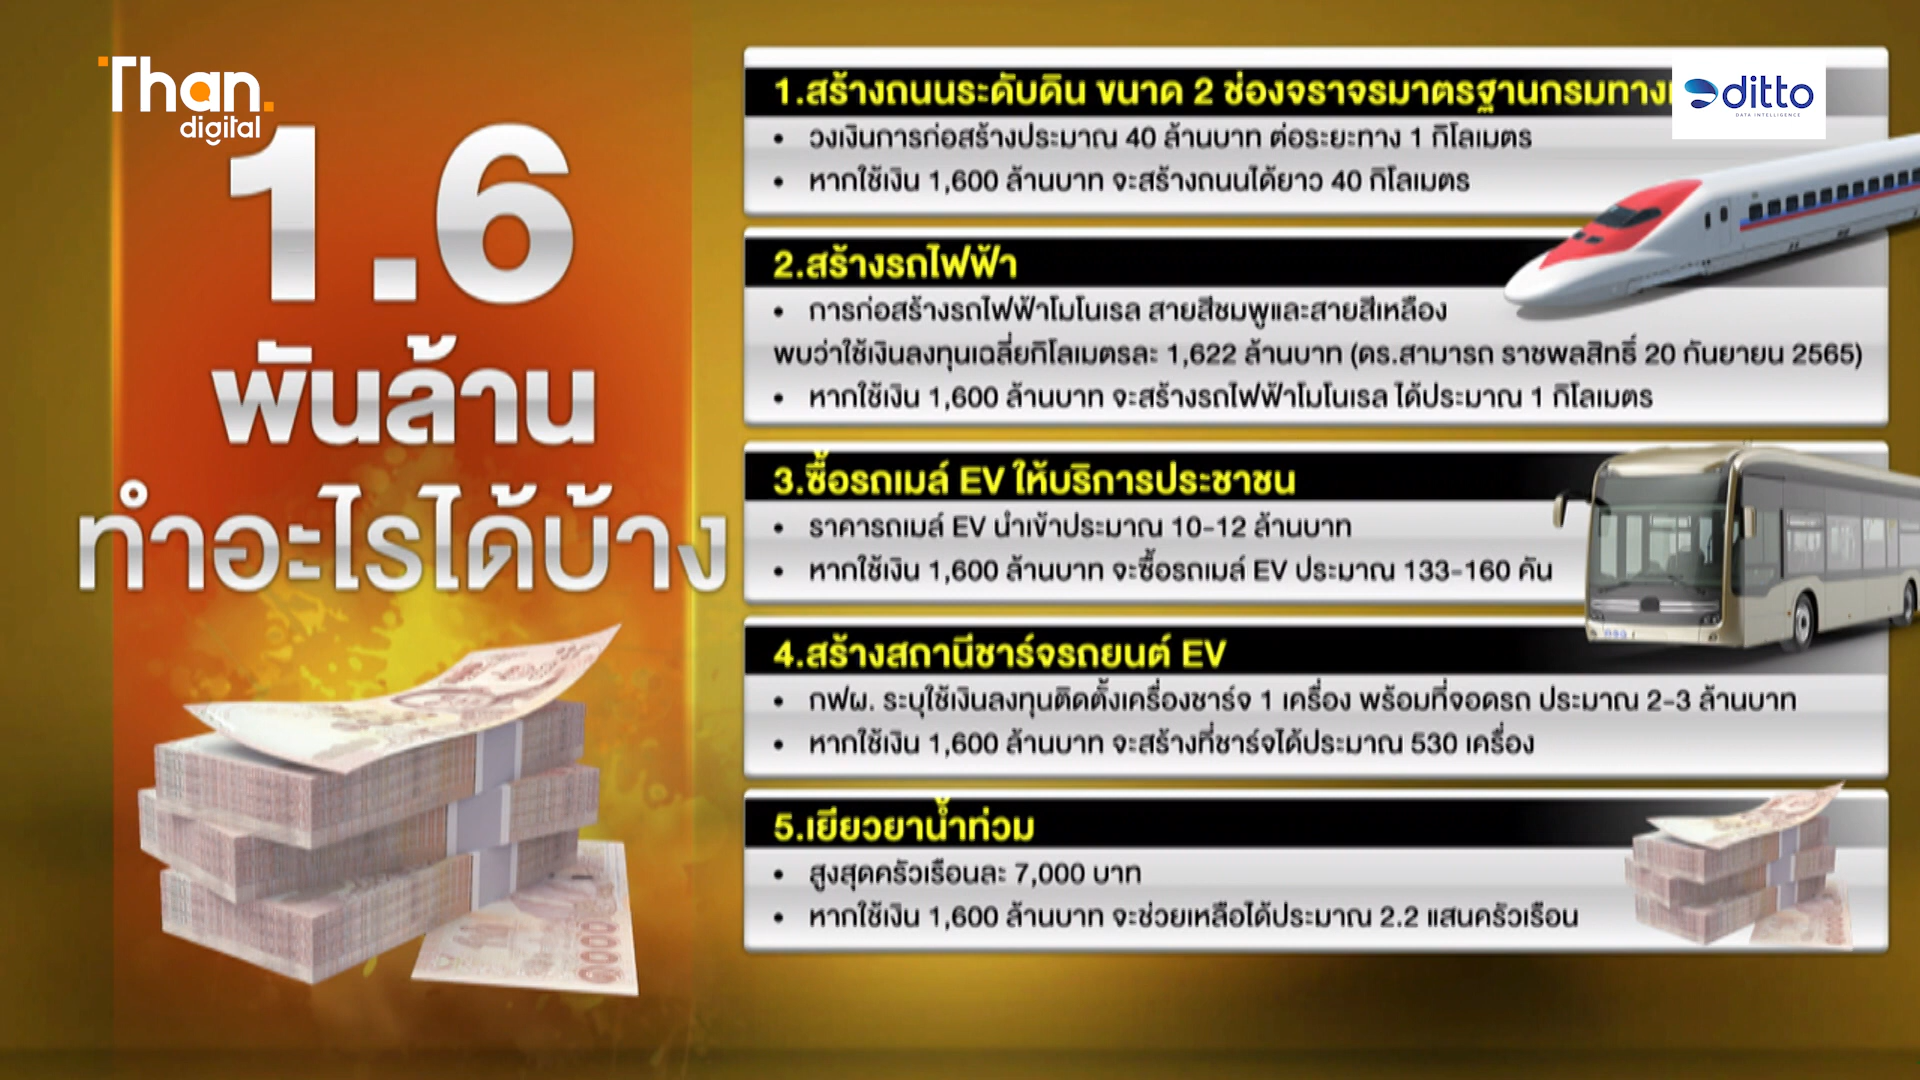 Than
digital
1.6
พันล้าน
ทำอะไรได้บ้าง
ditto
DATA INTELLIGENCE
1.สร้างถนนระดับดิน ขนาด 2 ช่องจราจรมาตรฐานกรมทาง
• วงเงินการก่อสร้างประมาณ 40 ล้านบาท ต่อระยะทาง 1 กิโลเมตร
• หากใช้เงิน 1,600 ล้านบาท จะสร้างถนนได้ยาว 40 กิโลเมตร
2.สร้างรถไฟฟ้า
• การก่อสร้างรถไฟฟ้าโมโนเรล สายสีชมพูและสายสีเหลือง
พบว่าใช้เงินลงทุนเฉลี่ยกิโลเมตรละ 1,622 ล้านบาท (ดร.สามารถ ราชพลสิทธิ์ 20 กันยายน 2565)
• หากใช้เงิน 1,600 ล้านบาท จะสร้างรถไฟฟ้าโมโนเรล ได้ประมาณ 1 กิโลเมตร
3.ซื้อรถเมล์ EV ให้บริการประชาชน
• ราคารถเมล์ EV นำเข้าประมาณ 10-12 ล้านบาท
• หากใช้เงิน 1,600 ล้านบาท จะซื้อรถเมล์ EV ประมาณ 133-160 คัน
4.สร้างสถานีชาร์จรถยนต์ EV
• กฟผ. ระบุใช้เงินลงทุนติดตั้งเครื่องชาร์จ 1 เครื่อง พร้อมที่จอดรถ ประมาณ 2-3 ล้านบาท
• หากใช้เงิน 1,600 ล้านบาท จะสร้างที่ชาร์จได้ประมาณ 530 เครื่อง
5.เยียวยาน้ำท่วม
• สูงสุดครัวเรือนละ 7,000 บาท
• หากใช้เงิน 1,600 ล้านบาท จะช่วยเหลือได้ประมาณ 2.2 แสนครัวเรือน